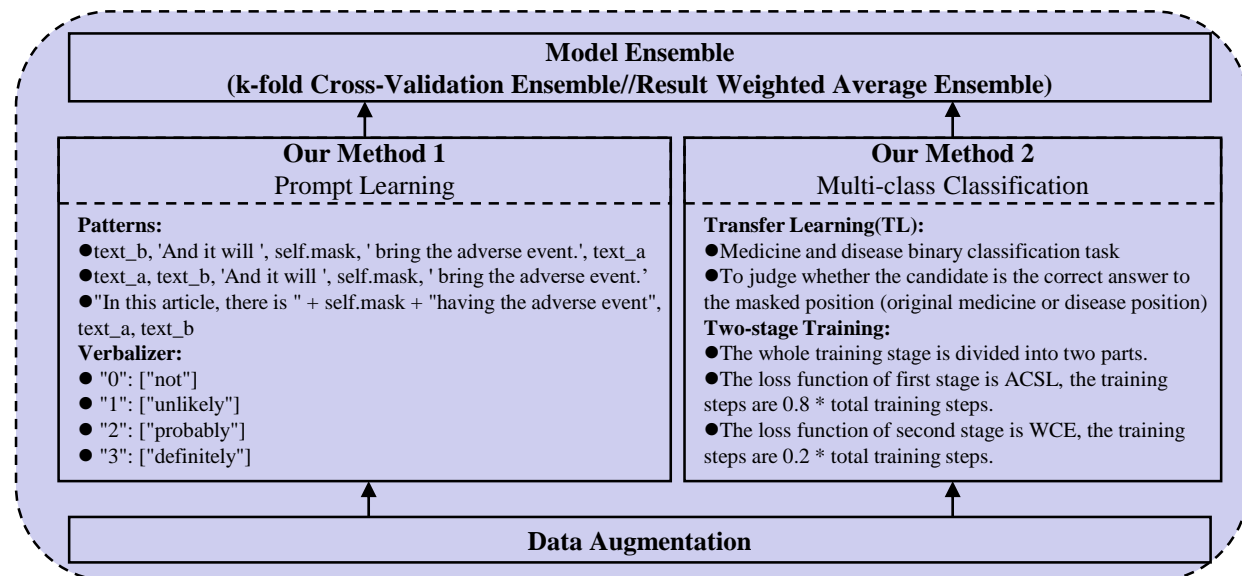 Model Ensemble
(k-fold Cross-Validation Ensemble//Result Weighted Average Ensemble)
Our Method 1
Prompt Learning
Patterns:
●text_b, 'And it will ', self.mask, ' bring the adverse event.', text_a
●text_a, text_b, 'And it will ', self.mask, ' bring the adverse event.’
●"In this article, there is " + self.mask + "having the adverse event",
text_a, text_b
Verbalizer:
● "0": ["not"]
● "1": ["unlikely"]
● "2": ["probably"]
● "3": ["definitely"]
Our Method 2
Multi-class Classification
Transfer Learning(TL):
●Medicine and disease binary classification task
●To judge whether the candidate is the correct answer to
the masked position (original medicine or disease position)
Two-stage Training:
●The whole training stage is divided into two parts.
●The loss function of first stage is ACSL, the training
steps are 0.8 * total training steps.
●The loss function of second stage is WCE, the training
steps are 0.2 * total training steps.
Data Augmentation